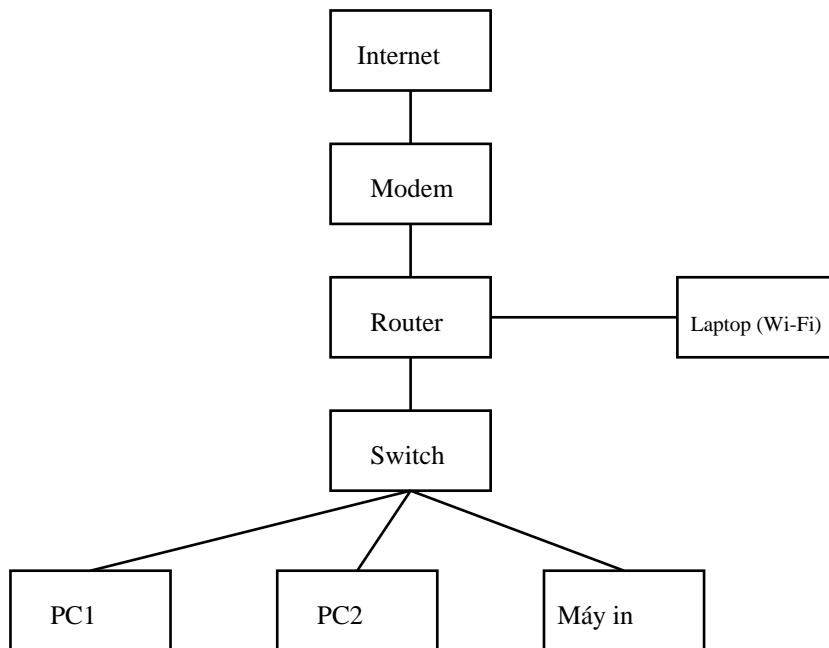 Internet
Modem
Router
Laptop (Wi-Fi)
Switch
PC1
PC2
Máy in